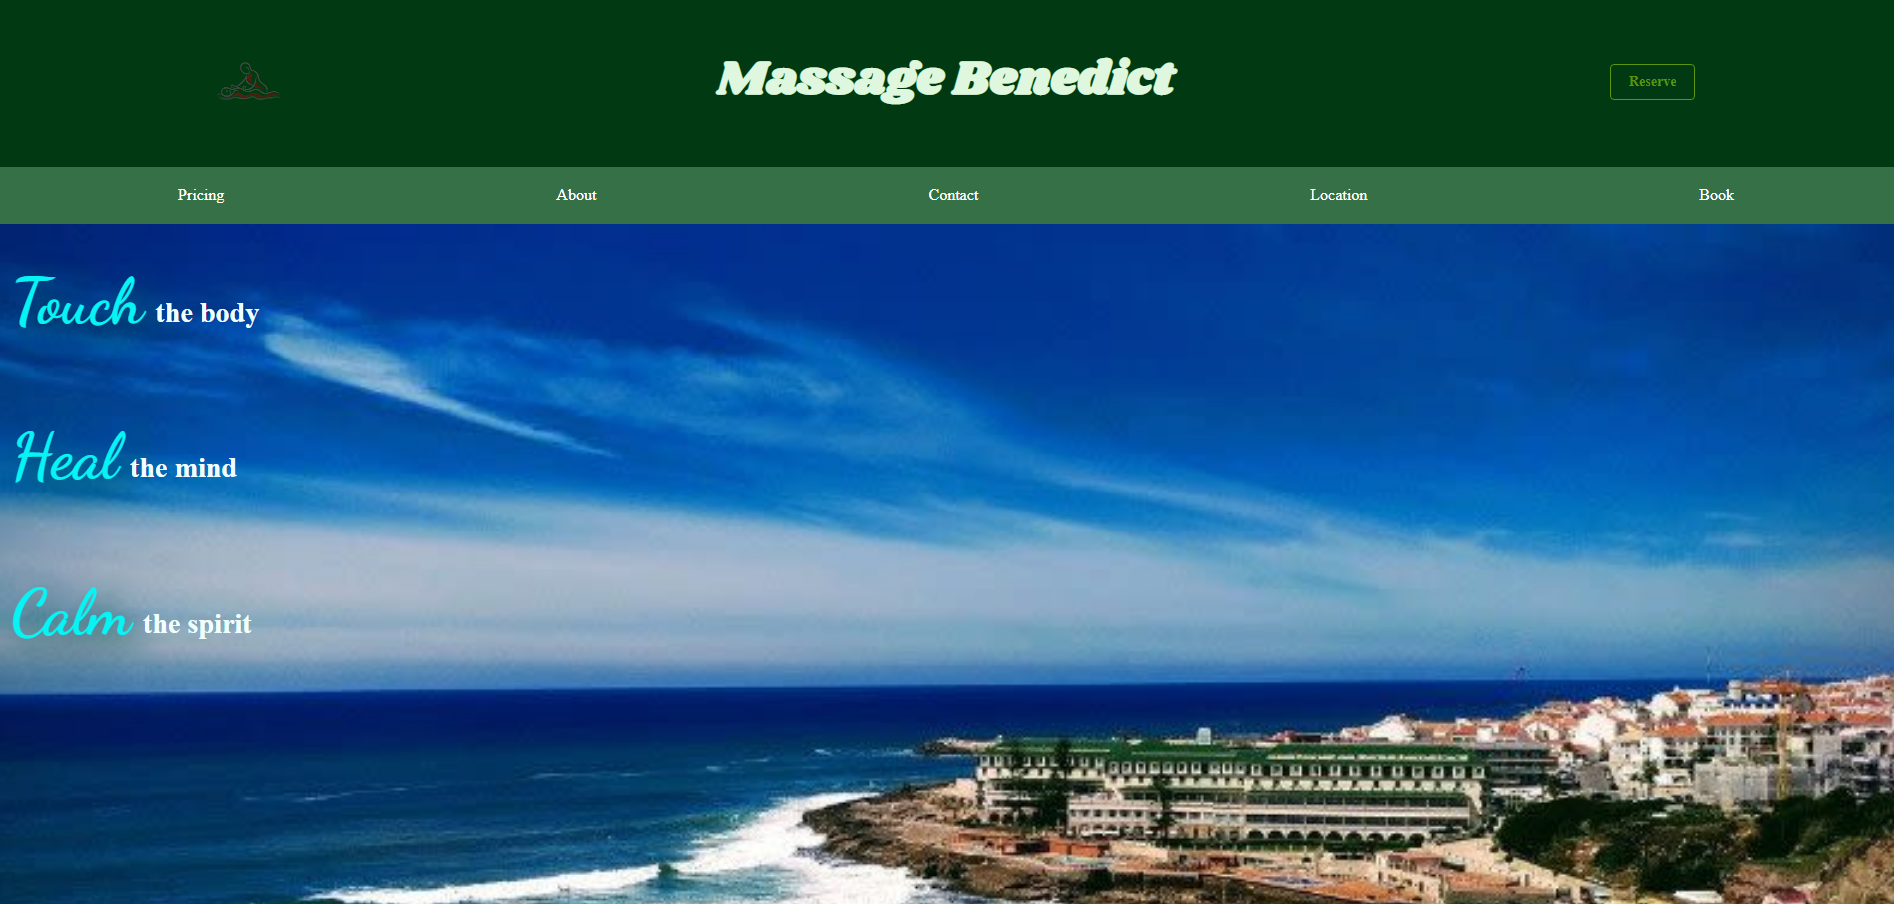 Massage Benedict
Reserve
Pricing About Contact Location Book
Touch the body
Heal the mind
Calm the spirit